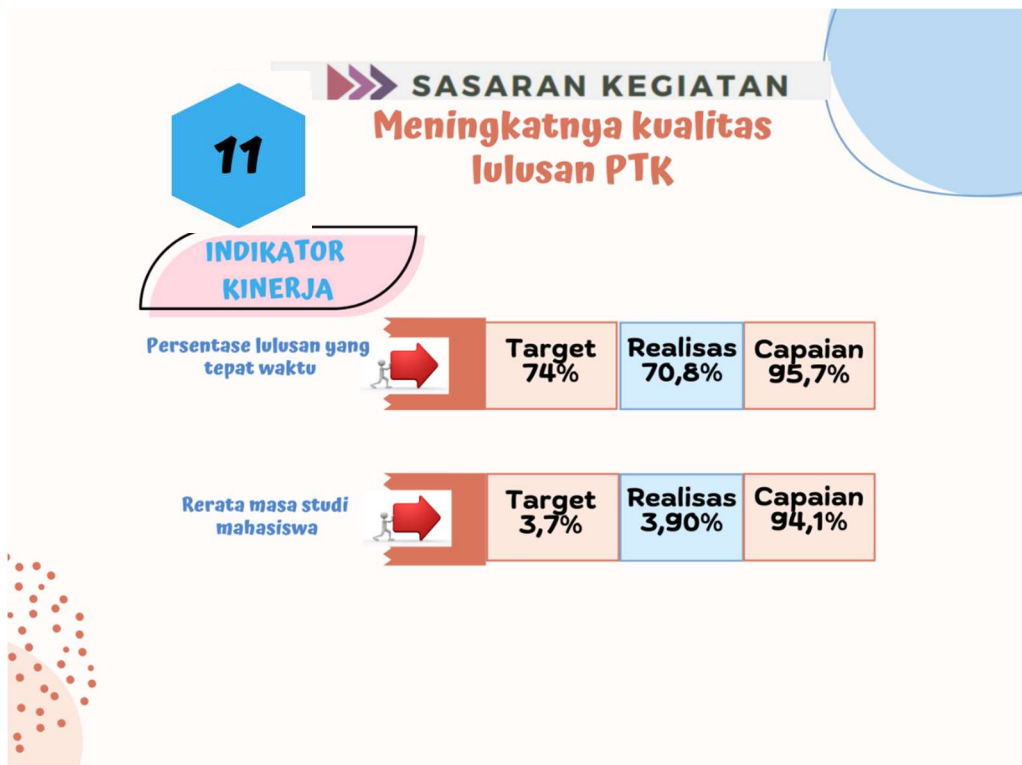 SASARAN KEGIATAN
Meningkatnya kualitas
lulusan PTK
11
INDIKATOR
KINERJA
Persentase lulusan yang
tepat waktu
Target
74%
Realisas
70,8%
Capaian
95,7%
Rerata masa studi
mahasiswa
Target
3,7%
Realisas
3,90%
Capaian
94,1%